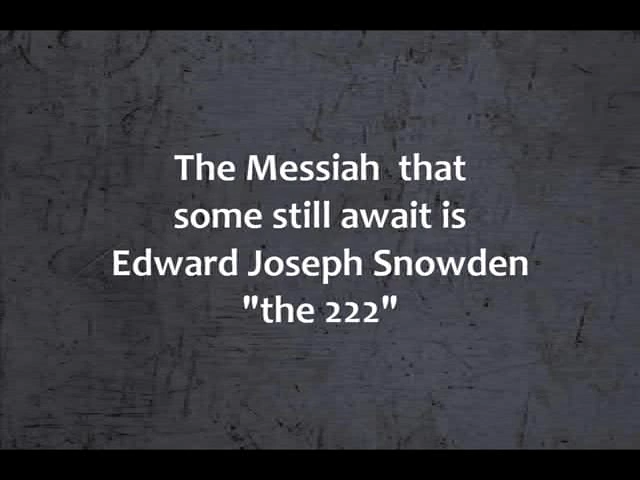 The Messiah  that
some still await is
Edward Joseph Snowden
"the 222"